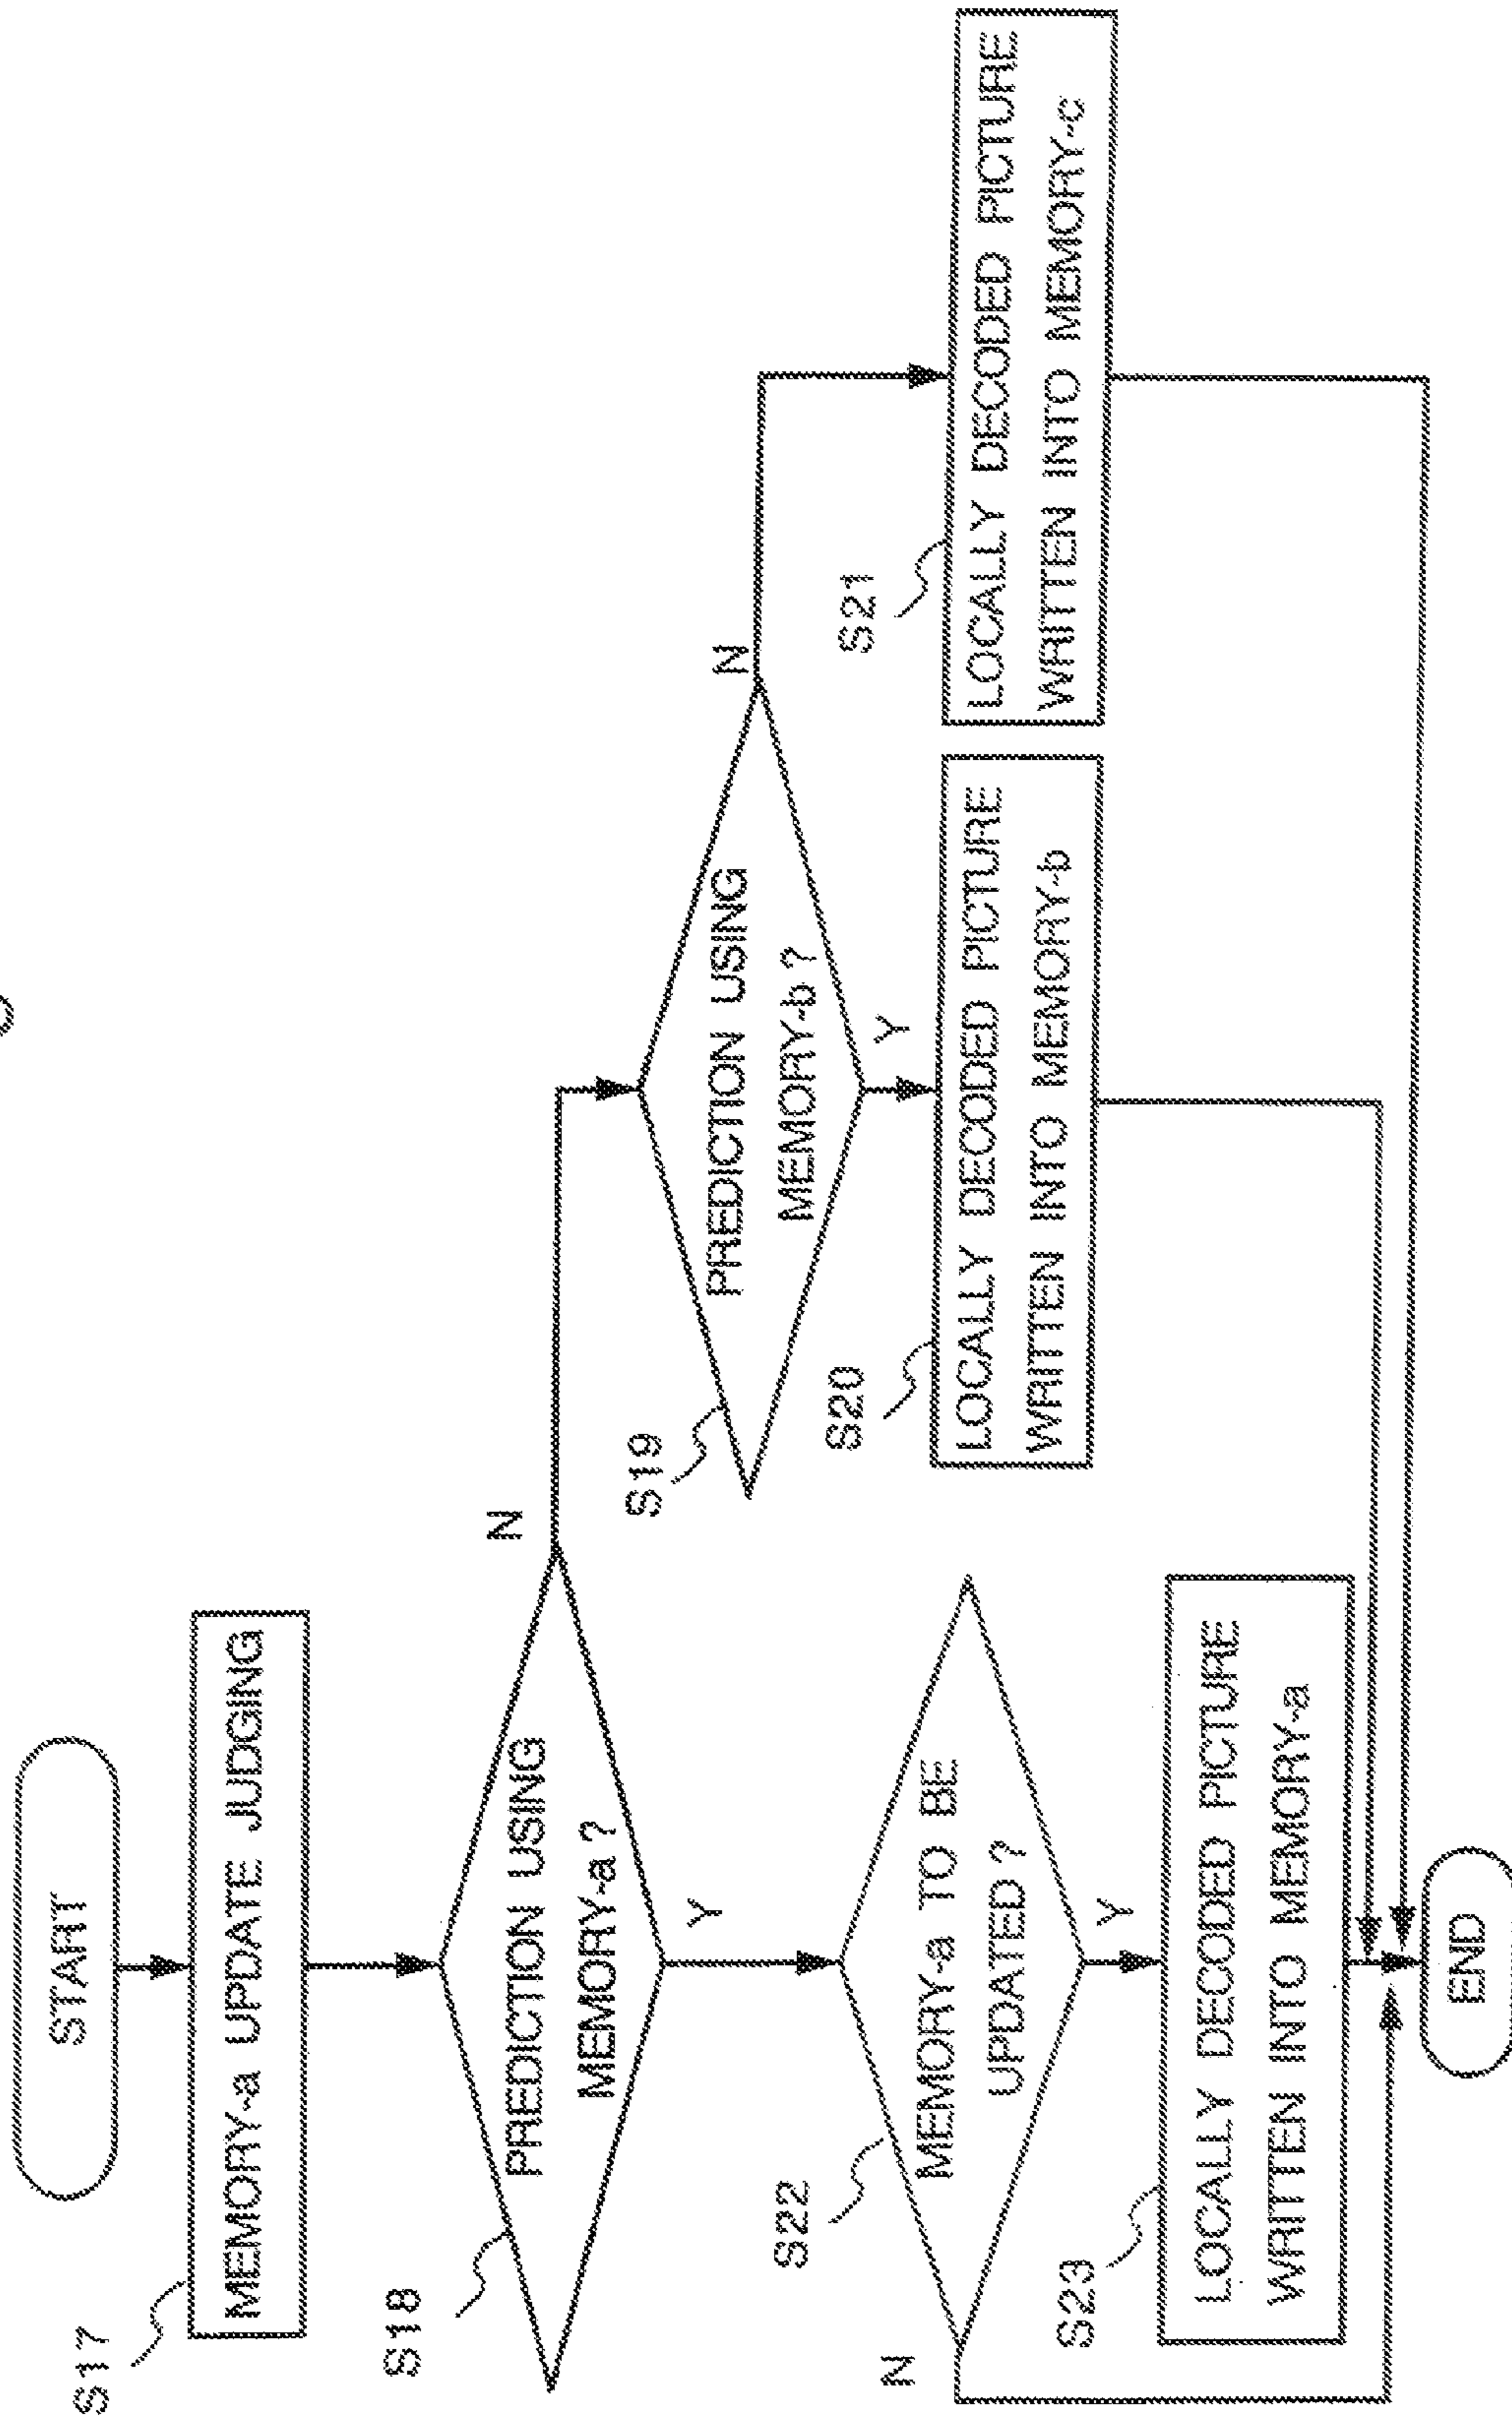 START
S17
MEMORY-a UPDATE JUDGING
S18
PREDICTION USING
MEMORY-a ?
N
Y
S19
PREDICTION USING
MEMORY-b ?
N
Y
S20
LOCALLY DECODED PICTURE
WRITTEN INTO MEMORY-b
S21
LOCALLY DECODED PICTURE
WRITTEN INTO MEMORY-c
S22
MEMORY-a TO BE
UPDATED ?
N
Y
S23
LOCALLY DECODED PICTURE
WRITTEN INTO MEMORY-a
END